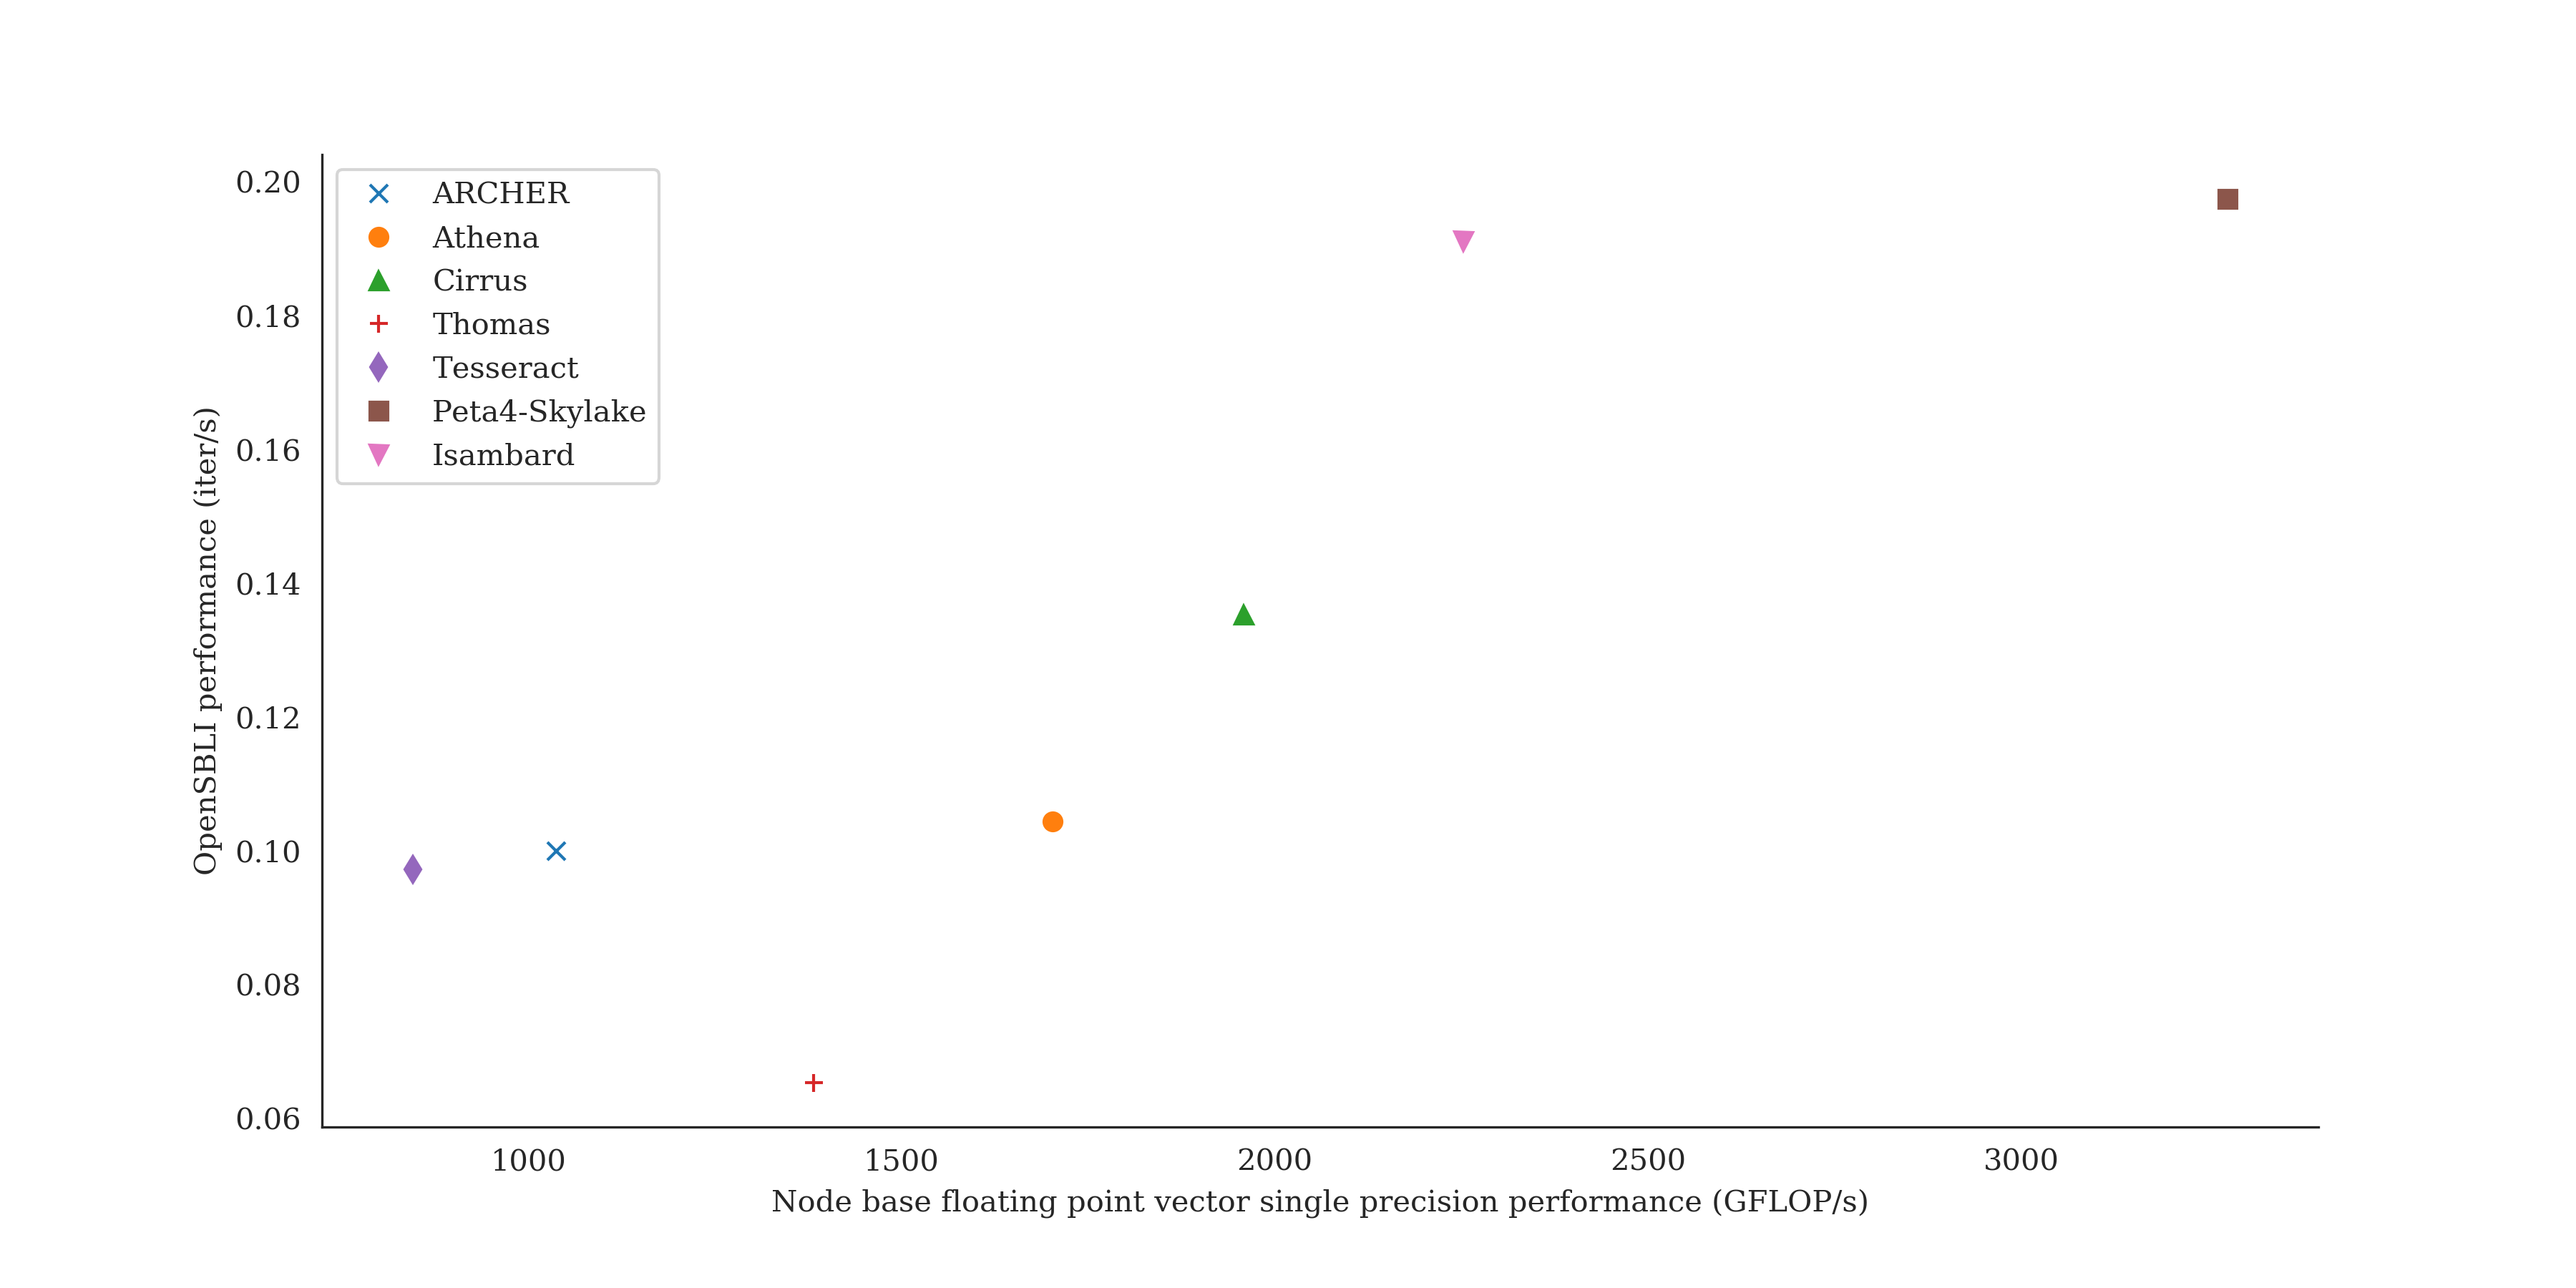 0.20
0.18
0.16
0.14
0.12
0.10
0.08
0.06
OpenSBLI performance (iter/s)
ARCHER
Athena
Cirrus
Thomas
Tesseract
Peta4-Skylake
Isambard
1000 1500 2000 2500 3000
Node base floating point vector single precision performance (GFLOP/s)